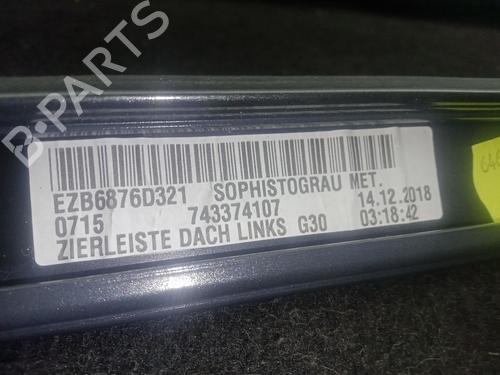 B-PARTS
EZB6876D321 SOPHISTOGRAU MET.
0715 743374107 14.12.2018
ZIERLEISTE DACH LINKS G30 03:18:42